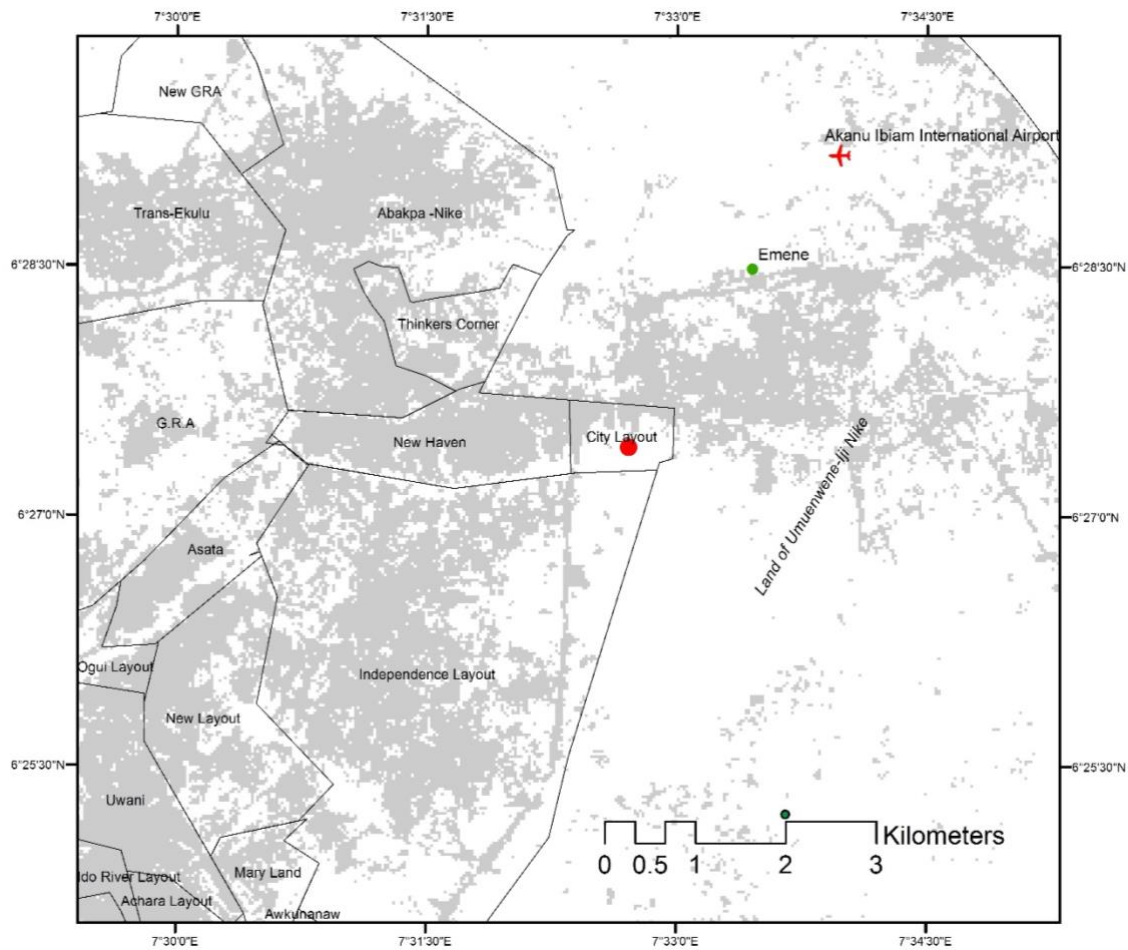 7°30'0"E
7°31'30"E
7°33'0"E
7°34'30"E
New GRA
Akanu Ibiam International Airport
Trans-Ekulu
Abakpa -Nike
Emene
6°28'30"N
6°28'30"N
Thinkers Corner
G.R.A
New Haven
City Layout
Land of Umuenwene-Iji Nike
6°27'0"N
6°27'0"N
Asata
Ogui Layout
Independence Layout
New Layout
6°25'30"N
6°25'30"N
Uwani
Kilometers
0 0.5 1 2 3
Ido River Layout
Mary Land
Achara Layout
Awkunanaw
7°30'0"E
7°31'30"E
7°33'0"E
7°34'30"E